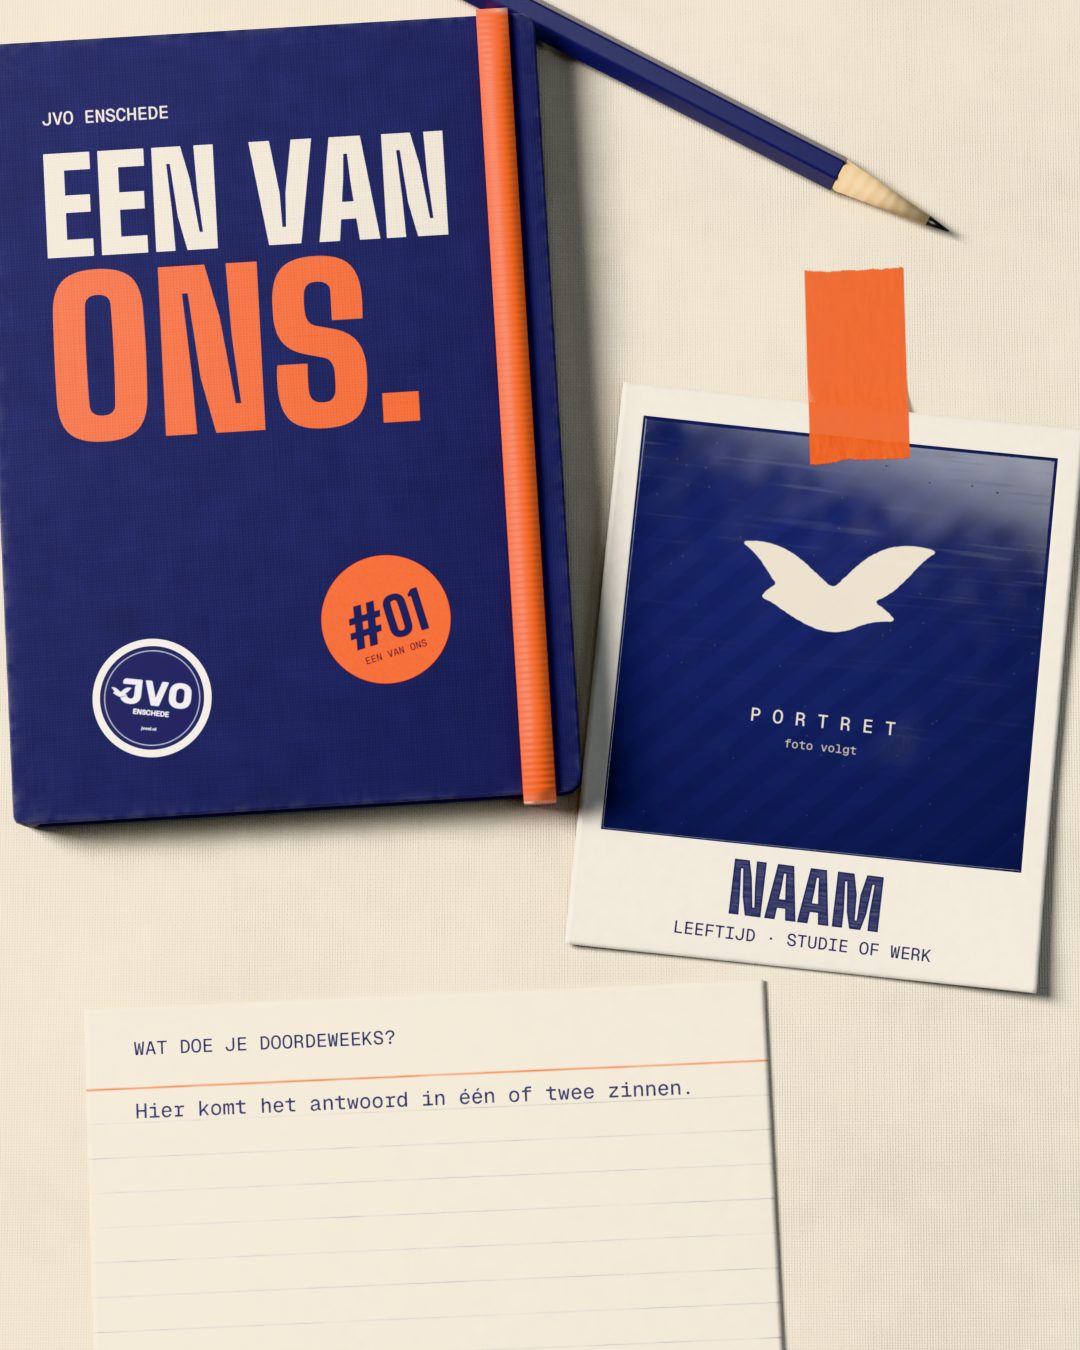 JVO ENSCHEDE
EEN VAN
ONS.
#01
EEN VAN ONS
JVO
ENSCHEDE
PORTRET
foto volgt
NAAM
LEEFTIJD · STUDIE OF WERK
WAT DOE JE DOORDEWEEKS?
Hier komt het antwoord in één of twee zinnen.